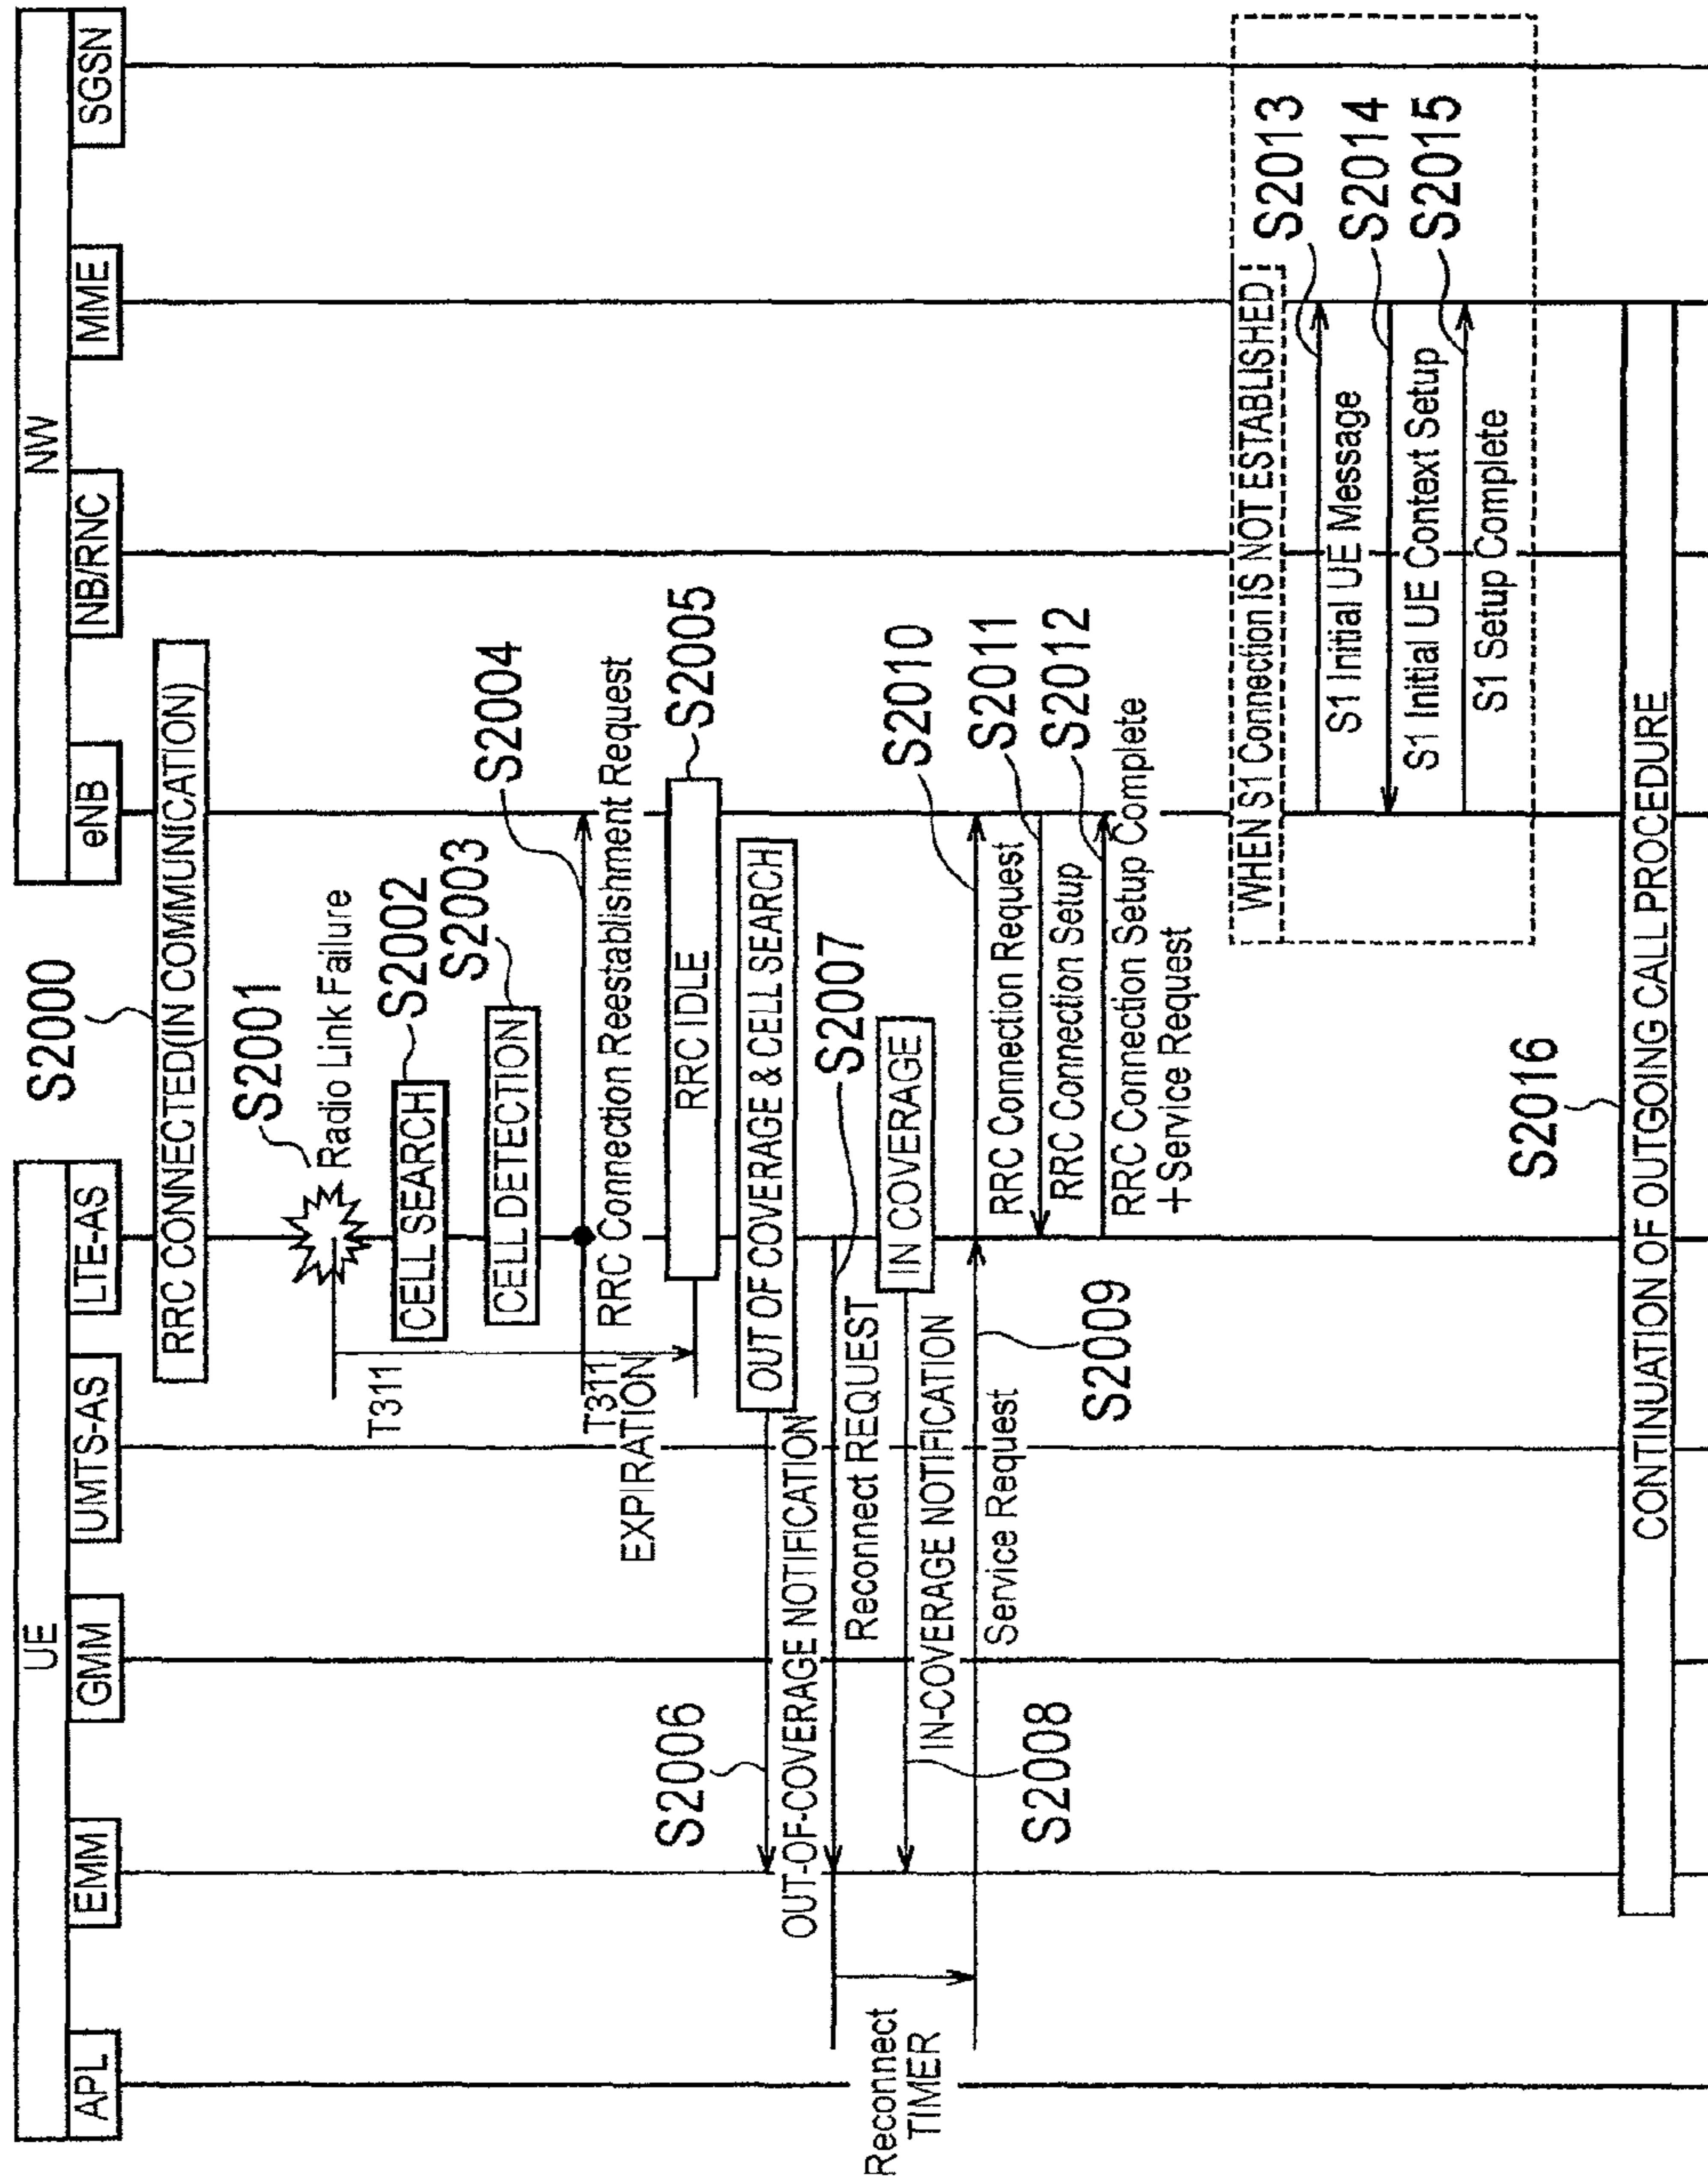 UE
NW
APL
EMM
GMM
UMTS-AS
LTE-AS
eNB
NB/RNC
MME
SGSN
S2000
RRC CONNECTED(IN COMMUNICATION)
S2001
Radio Link Failure
T311
S2002
CELL SEARCH
S2003
CELL DETECTION
S2004
RRC Connection Reestablishment Request
T311
EXPIRATION
S2005
RRC IDLE
OUT OF COVERAGE & CELL SEARCH
S2006
OUT-OF-COVERAGE NOTIFICATION
S2007
Reconnect REQUEST
IN COVERAGE
IN-COVERAGE NOTIFICATION
S2008
Reconnect
TIMER
Service Request
S2009
S2010
RRC Connection Request
S2011
RRC Connection Setup
S2012
RRC Connection Setup Complete
+Service Request
WHEN S1 Connection IS NOT ESTABLISHED
S2013
S1 Initial UE Message
S2014
S1 Initial UE Context Setup
S2015
S1 Setup Complete
S2016
CONTINUATION OF OUTGOING CALL PROCEDURE